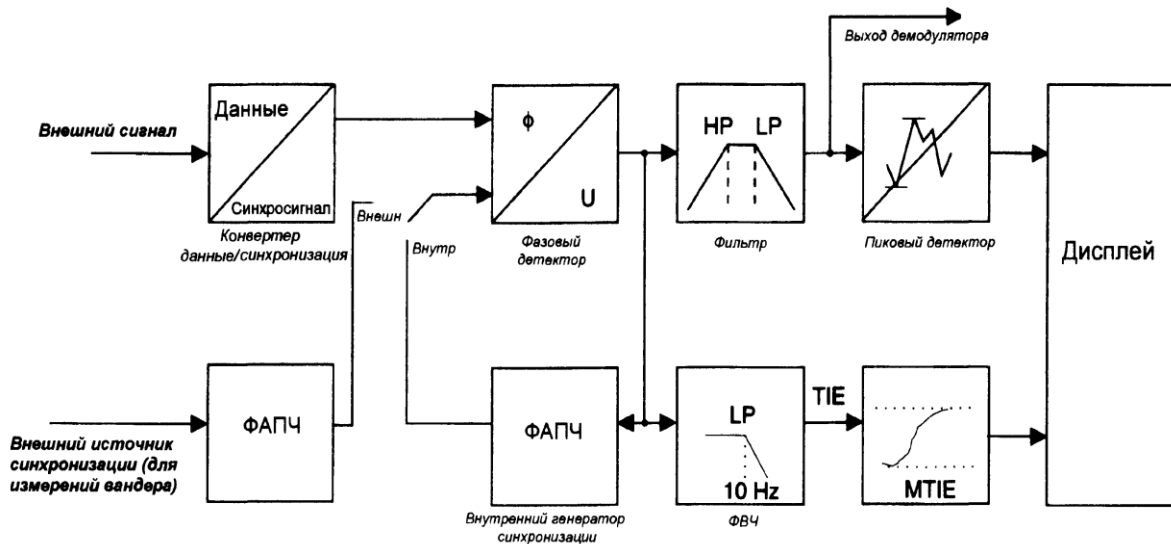 Выход демодулятора
Внешний сигнал
Данные
Синхросигнал
Конвертер
данные/синхронизация
Внешн
Внутр
ϕ
U
Фазовый
детектор
HP LP
Фильтр
Пиковый детектор
Дисплей
Внешний источник
синхронизации (для
измерений вандера)
ФАПЧ
ФАПЧ
Внутренний генератор
синхронизации
LP
10 Hz
ФВЧ
TIE
MTIE